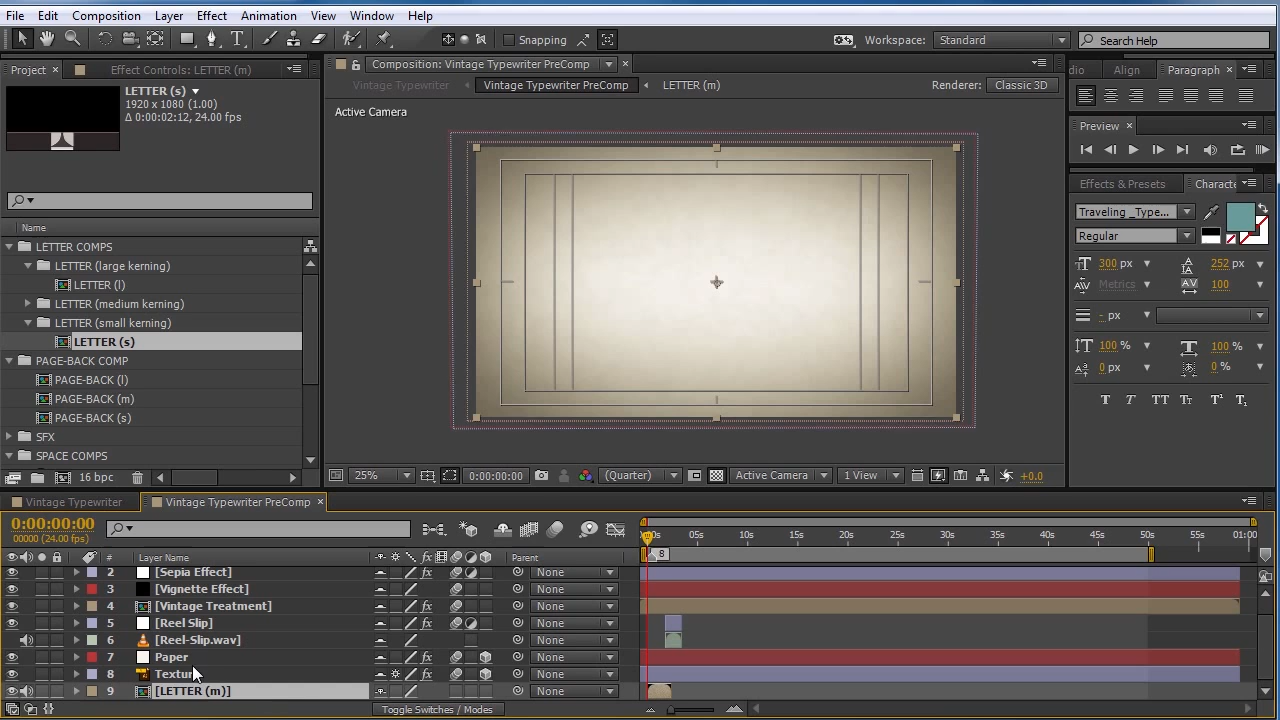 File Edit Composition Layer Effect Animation View Window Help
Snapping Workspace: Standard Search Help
Project × Effect Controls: LETTER (m)
LETTER (s)
1920 x 1080 (1.00)
Δ 0:00:02:12, 24.00 fps
Name
LETTER COMPS
LETTER (large kerning)
LETTER (l)
LETTER (medium kerning)
LETTER (small kerning)
LETTER (s)
PAGE-BACK COMP
PAGE-BACK (l)
PAGE-BACK (m)
PAGE-BACK (s)
SFX
SPACE COMPS
16 bpc
Composition: Vintage Typewriter PreComp ×
Vintage Typewriter Vintage Typewriter PreComp LETTER (m) Renderer: Classic 3D
Active Camera
25% 0:00:00:00 (Quarter) Active Camera 1 View +0.0
dio Align Paragraph ×
Preview ×
Effects & Presets Characte
Traveling _Type...
Regular
300 px 252 px
Metrics 100
- px
100 % 100 %
0 px 0 %
T T TT Tт T¹ T₁
Vintage Typewriter Vintage Typewriter PreComp ×
0:00:00:00
00000 (24.00 fps)
# Layer Name Parent
2 [Sepia Effect] None
3 [Vignette Effect] None
4 [Vintage Treatment] None
5 [Reel Slip] None
6 [Reel-Slip.wav] None
7 Paper None
8 Textur None
9 [LETTER (m)] None
Toggle Switches / Modes
05s 10s 15s 20s 25s 30s 35s 40s 45s 50s 55s 01:00
8